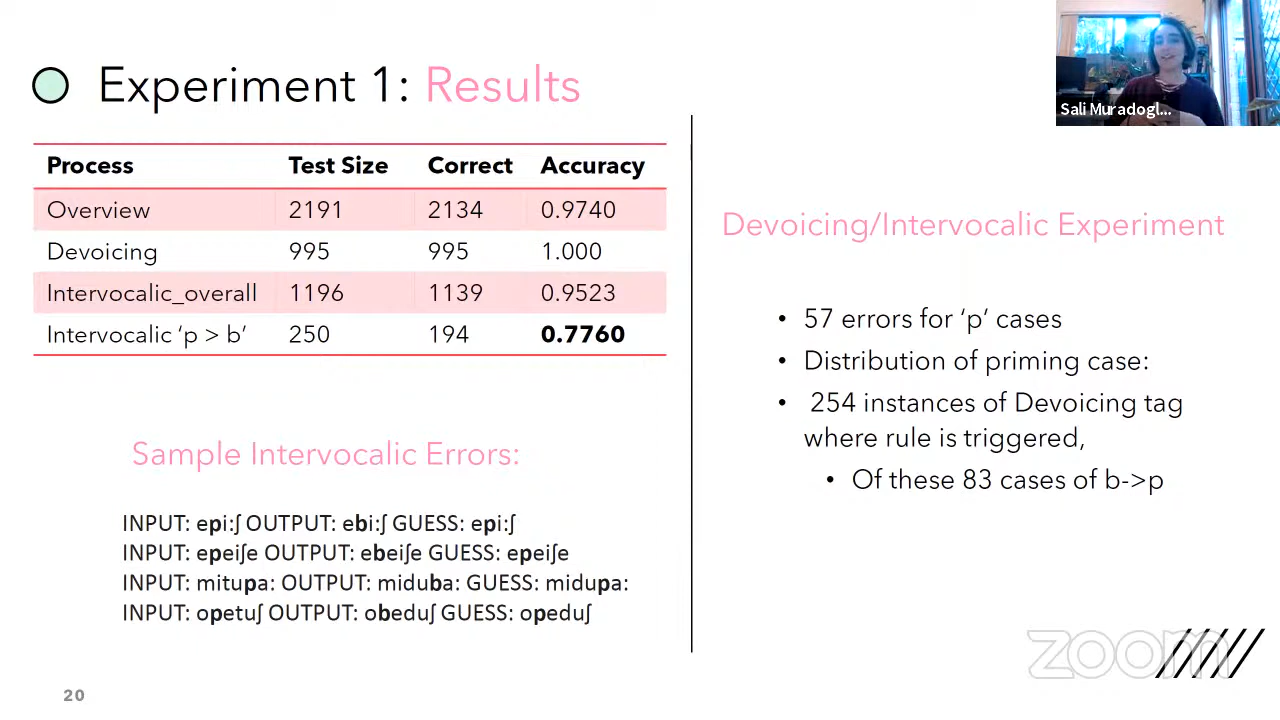 Experiment 1: Results
Sali Muradogl...
Process Test Size Correct Accuracy
Overview 2191 2134 0.9740
Devoicing 995 995 1.000
Intervocalic_overall 1196 1139 0.9523
Intervocalic ‘p > b’ 250 194 0.7760
Sample Intervocalic Errors:
INPUT: epi:ʃ OUTPUT: ebi:ʃ GUESS: epi:ʃ
INPUT: epeiʃe OUTPUT: ebeiʃe GUESS: epeiʃe
INPUT: mitupa: OUTPUT: miduba: GUESS: midupa:
INPUT: opetuʃ OUTPUT: obeduʃ GUESS: opeduʃ
Devoicing/Intervocalic Experiment
• 57 errors for ‘p’ cases
• Distribution of priming case:
• 254 instances of Devoicing tag
where rule is triggered,
• Of these 83 cases of b->p
zoom
20